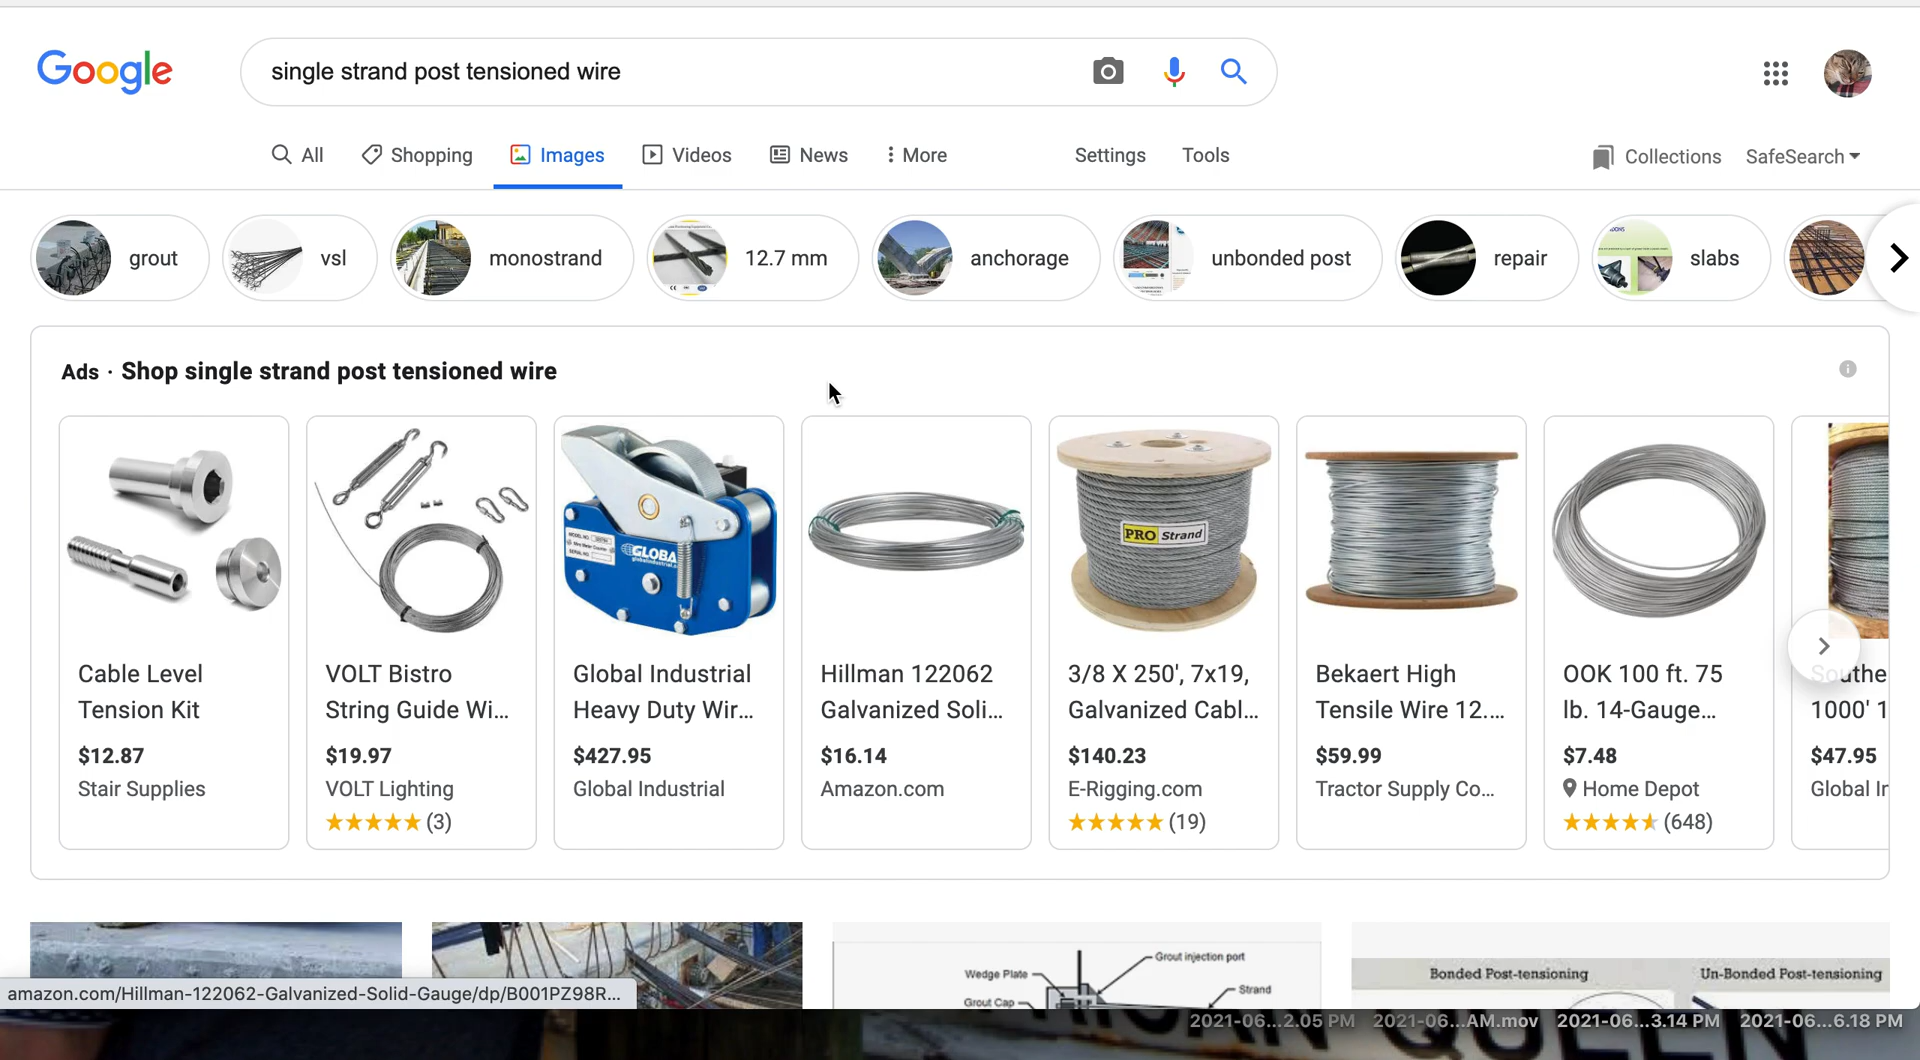 Google
single strand post tensioned wire
All Shopping Images Videos News More Settings Tools Collections SafeSearch
grout vsl monostrand 12.7 mm anchorage unbonded post repair slabs
Ads · Shop single strand post tensioned wire
Cable Level
Tension Kit
$12.87
Stair Supplies
VOLT Bistro
String Guide Wi...
$19.97
VOLT Lighting
(3)
GLOBA
Global Industrial
Heavy Duty Wir...
$427.95
Global Industrial
Hillman 122062
Galvanized Soli...
$16.14
Amazon.com
PRO Strand
3/8 X 250', 7x19,
Galvanized Cabl...
$140.23
E-Rigging.com
(19)
Bekaert High
Tensile Wire 12....
$59.99
Tractor Supply Co...
OOK 100 ft. 75
lb. 14-Gauge...
$7.48
Home Depot
(648)
Southe
1000' 1
$47.95
Global Ir
Wedge Plate
Grout injection port
Strand
Grout Cap
Bonded Post-tensioning
Un-Bonded Post-tensioning
amazon.com/Hillman-122062-Galvanized-Solid-Gauge/dp/B001PZ98R...
2021-06...2.05 PM 2021-06...AM.mov 2021-06...3.14 PM 2021-06...6.18 PM
QUEEN